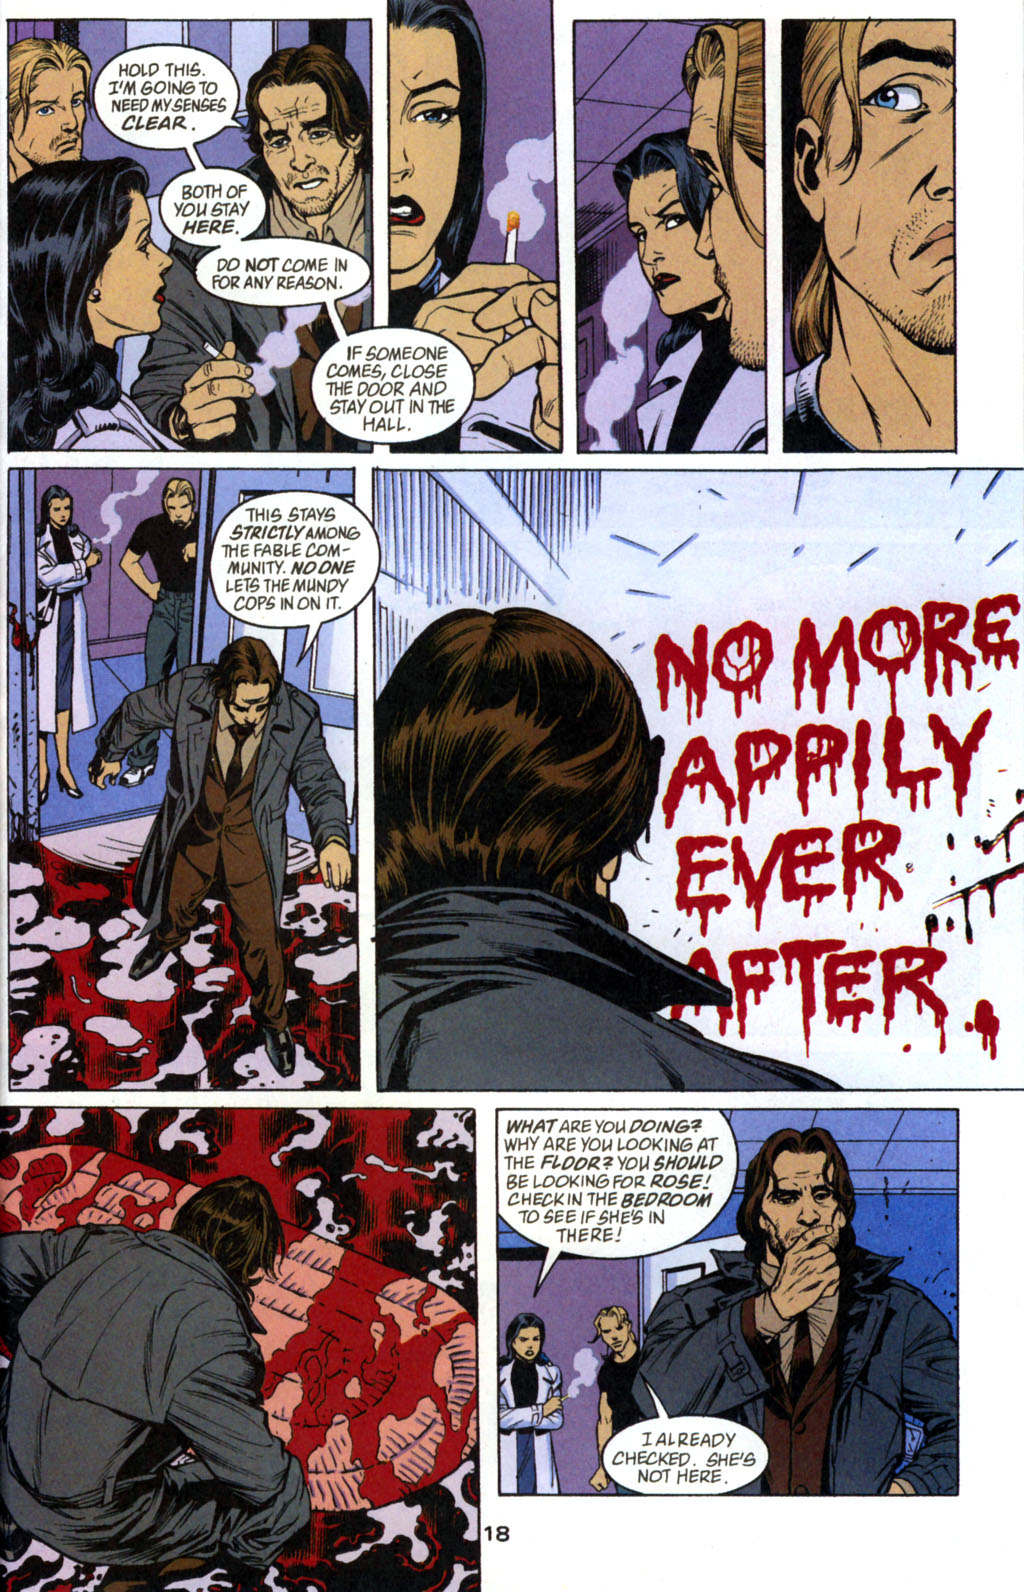 HOLD THIS.
I'M GOING TO
NEED MY SENSES
CLEAR.
BOTH OF
YOU STAY
HERE.
DO NOT COME IN
FOR ANY REASON.
IF SOMEONE
COMES, CLOSE
THE DOOR AND
STAY OUT IN THE
HALL.
THIS STAYS
STRICTLY AMONG
THE FABLE COM-
MUNITY. NO ONE
LETS THE MUNDY
COPS IN ON IT.
NO MORE
APPILY
EVER
AFTER.
WHAT ARE YOU DOING?
WHY ARE YOU LOOKING AT
THE FLOOR? YOU SHOULD
BE LOOKING FOR ROSE!
CHECK IN THE BEDROOM
TO SEE IF SHE'S IN
THERE!
I ALREADY
CHECKED. SHE'S
NOT HERE.
18